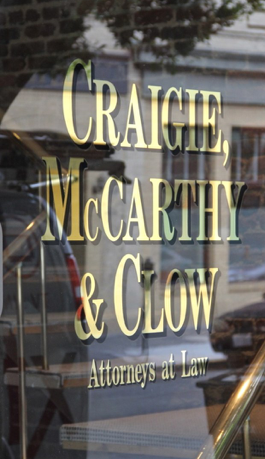 CRAIGIE,
McCARTHY
& CLOW
Attorneys at Law